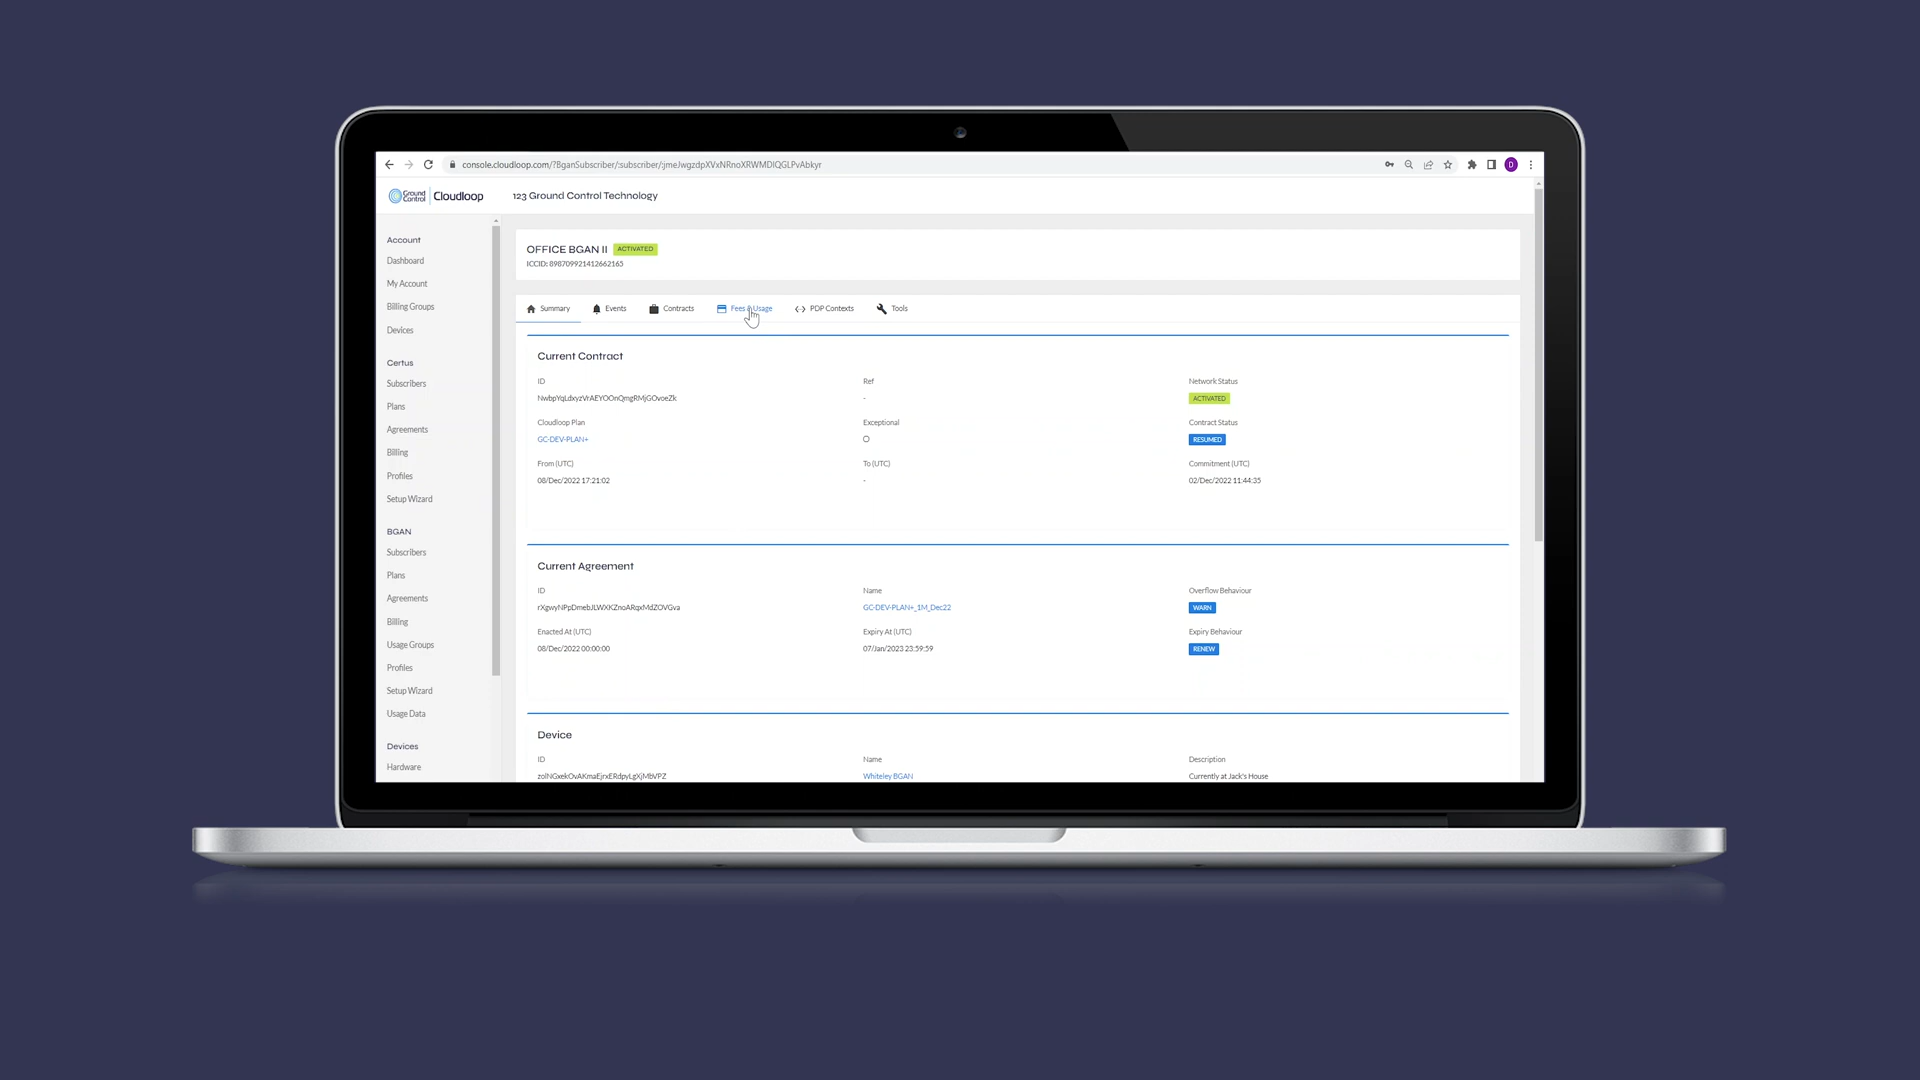 console.cloudloop.com/?BganSubscriber/:subscriber/:jmeJwgzdpXVxNRnoXRWMDIQGLPvAbkyr
D
Ground Control
Cloudloop
123 Ground Control Technology
Account
Dashboard
My Account
Billing Groups
Devices
Certus
Subscribers
Plans
Agreements
Billing
Profiles
Setup Wizard
BGAN
Subscribers
Plans
Agreements
Billing
Usage Groups
Profiles
Setup Wizard
Usage Data
Devices
Hardware
OFFICE BGAN II ACTIVATED
ICCID: 898709921412662165
Summary Events Contracts Fees & Usage PDP Contexts Tools
Current Contract
ID Ref Network Status
NwbpYqLdxyzVrAEYOOnQmgRMjGOvoeZk - ACTIVATED
Cloudloop Plan Exceptional Contract Status
GC-DEV-PLAN+ RESUMED
From (UTC) To (UTC) Commitment (UTC)
08/Dec/2022 17:21:02 - 02/Dec/2022 11:44:35
Current Agreement
ID Name Overflow Behaviour
rXgwyNPpDmebJLWXKZnoARqxMdZOVGva GC-DEV-PLAN+_1M_Dec22 WARN
Enacted At (UTC) Expiry At (UTC) Expiry Behaviour
08/Dec/2022 00:00:00 07/Jan/2023 23:59:59 RENEW
Device
ID Name Description
zolNGxekOvAKmaEjrxERdpyLgXjMbVPZ Whiteley BGAN Currently at Jack's House